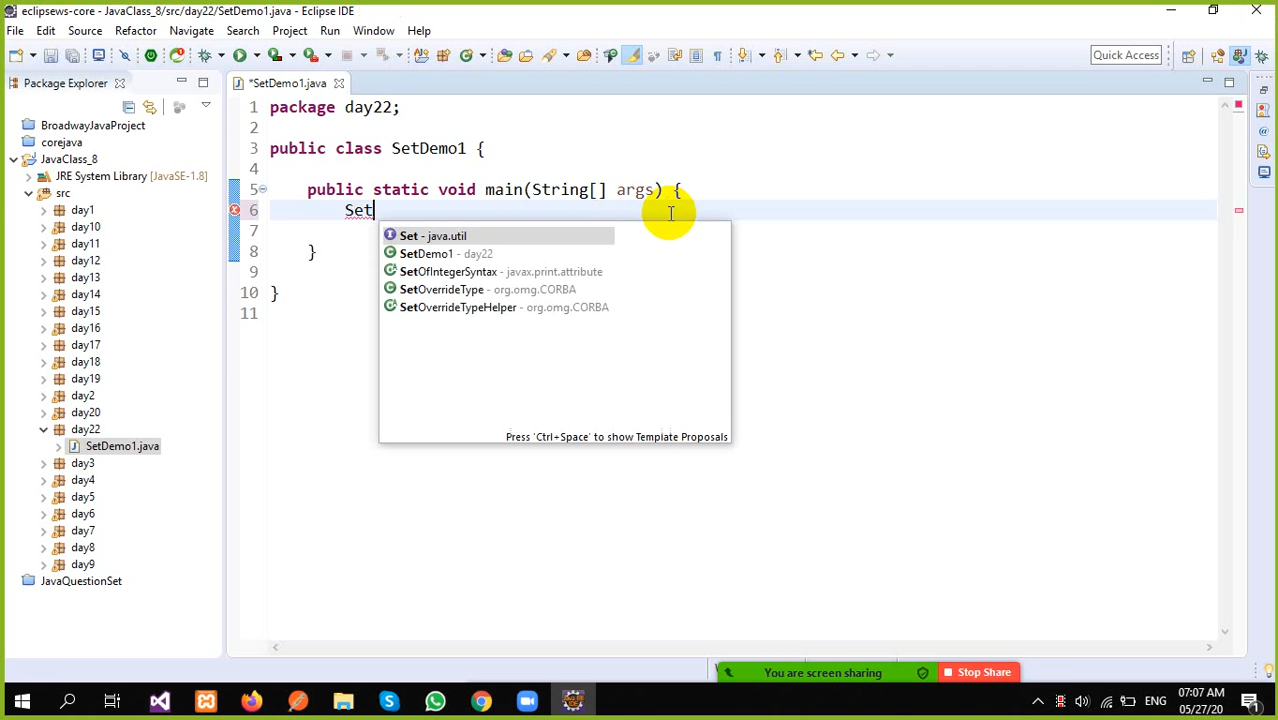 eclipsews-core - JavaClass_8/src/day22/SetDemo1.java - Eclipse IDE
File Edit Source Refactor Navigate Search Project Run Window Help
Quick Access
Package Explorer
*SetDemo1.java
BroadwayJavaProject
corejava
JavaClass_8
JRE System Library [JavaSE-1.8]
src
day1
day10
day11
day12
day13
day14
day15
day16
day17
day18
day19
day2
day20
day22
SetDemo1.java
day3
day4
day5
day6
day7
day8
day9
JavaQuestionSet
1 package day22;
2
3 public class SetDemo1 {
4
5 public static void main(String[] args) {
6 Set
7
8 }
9
10 }
11
Set - java.util
SetDemo1 - day22
SetOfIntegerSyntax - javax.print.attribute
SetOverrideType - org.omg.CORBA
SetOverrideTypeHelper - org.omg.CORBA
Press 'Ctrl+Space' to show Template Proposals
You are screen sharing
Stop Share
ENG
07:07 AM
05/27/20
1